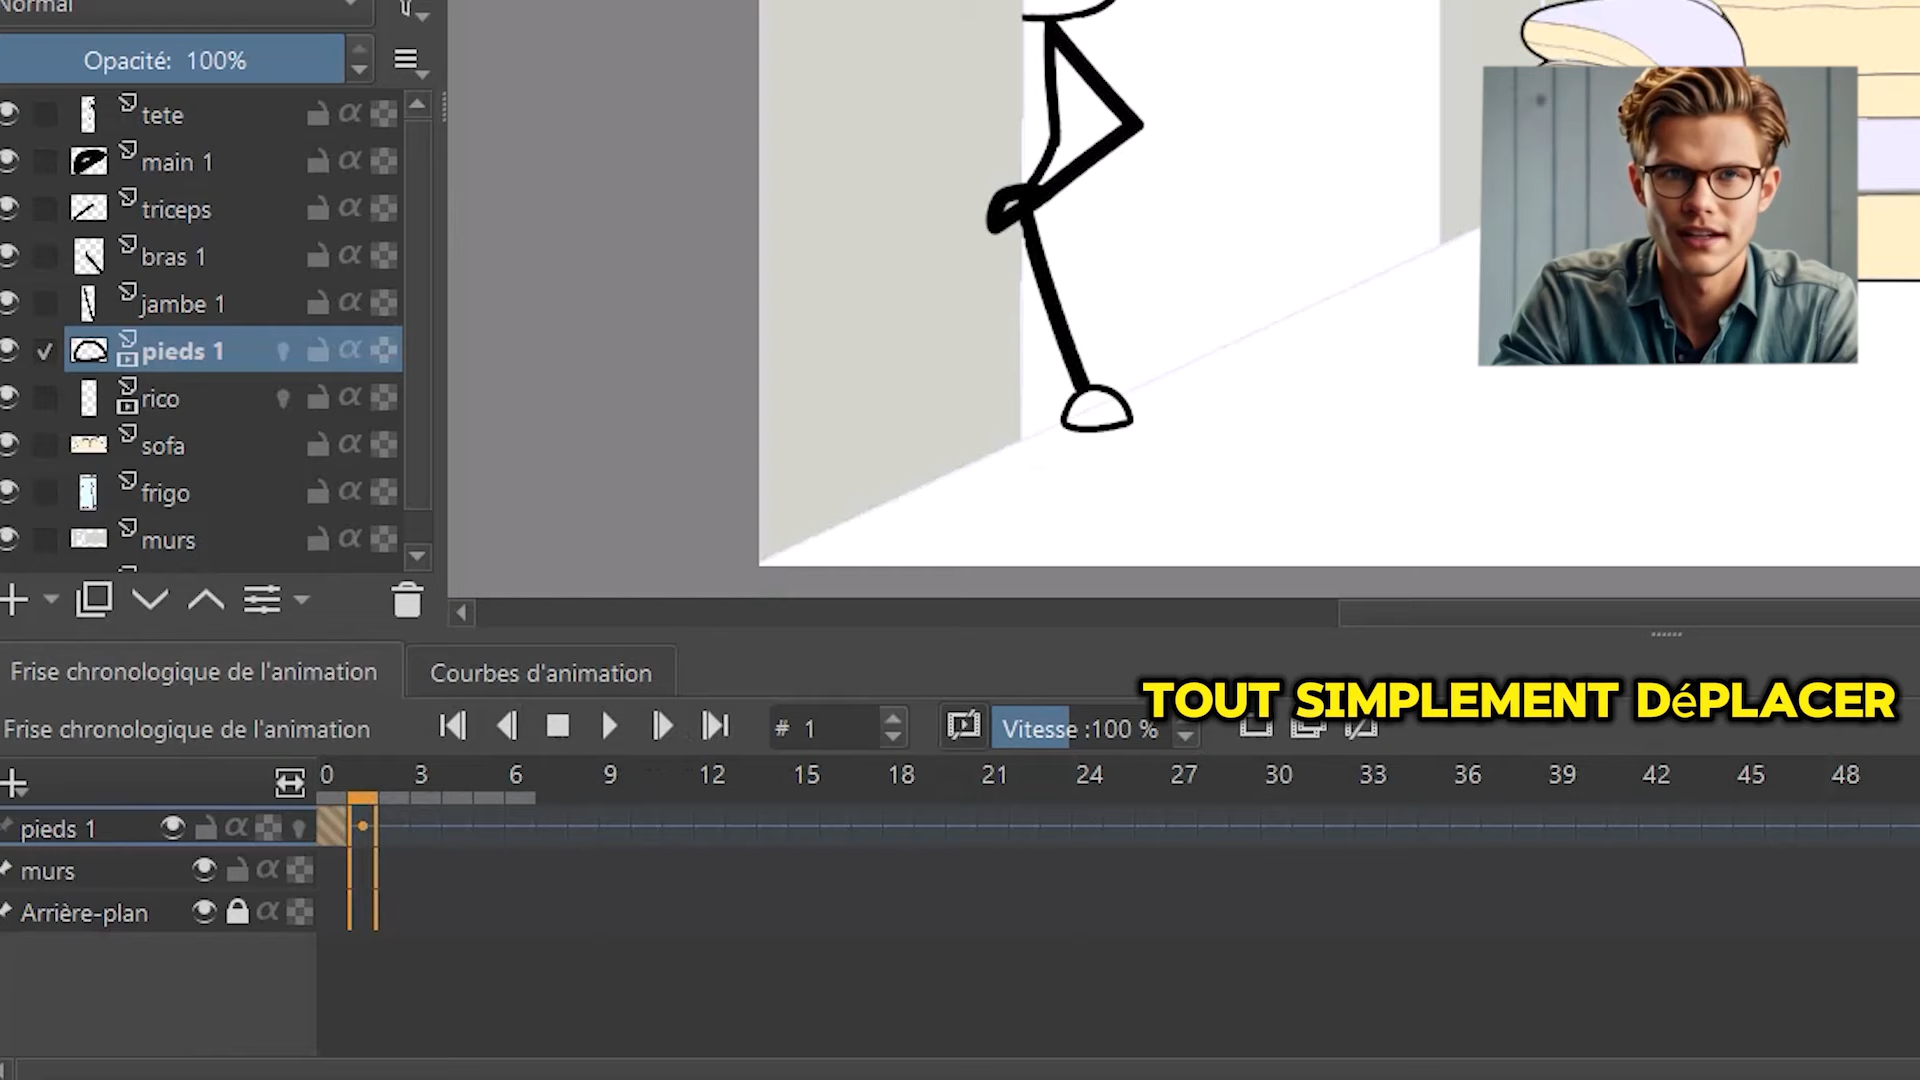 Normal
Opacité: 100%
tete
main 1
triceps
bras 1
jambe 1
pieds 1
rico
sofa
frigo
murs
Frise chronologique de l'animation
Courbes d'animation
TOUT SIMPLEMENT DéPLACER
Frise chronologique de l'animation
# 1
Vitesse :100 %
0 3 6 9 12 15 18 21 24 27 30 33 36 39 42 45 48
pieds 1
murs
Arrière-plan